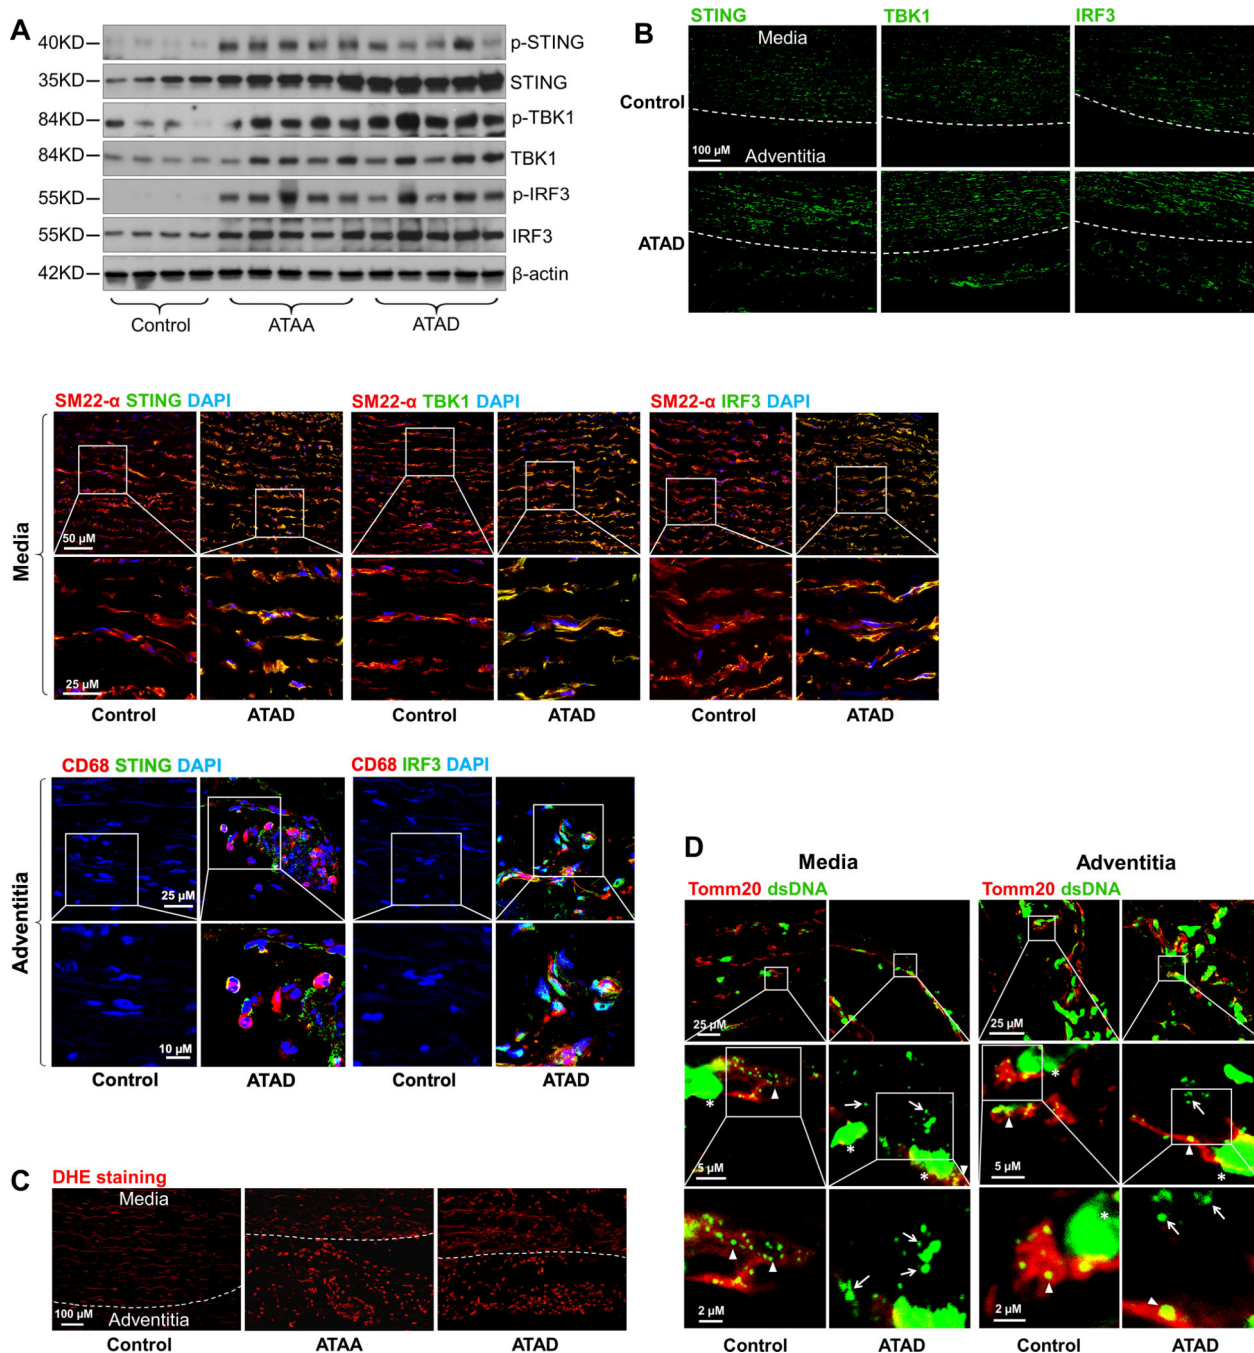 A
40KD
p-STING
35KD
STING
84KD
p-TBK1
84KD
TBK1
55KD
p-IRF3
55KD
IRF3
42KD
β-actin
Control ATAA ATAD
B
STING TBK1 IRF3
Media
Control
100 µM
Adventitia
ATAD
SM22-α STING DAPI
SM22-α TBK1 DAPI
SM22-α IRF3 DAPI
Media
50 µM
25 µM
Control ATAD Control ATAD Control ATAD
CD68 STING DAPI
CD68 IRF3 DAPI
Adventitia
25 µM
10 µM
Control ATAD Control ATAD
C
DHE staining
Media
100 µM
Adventitia
Control ATAA ATAD
D
Media Adventitia
Tomm20 dsDNA Tomm20 dsDNA
25 µM 25 µM
* * * * *
5 µM 5 µM
*
2 µM 2 µM
Control ATAD Control ATAD